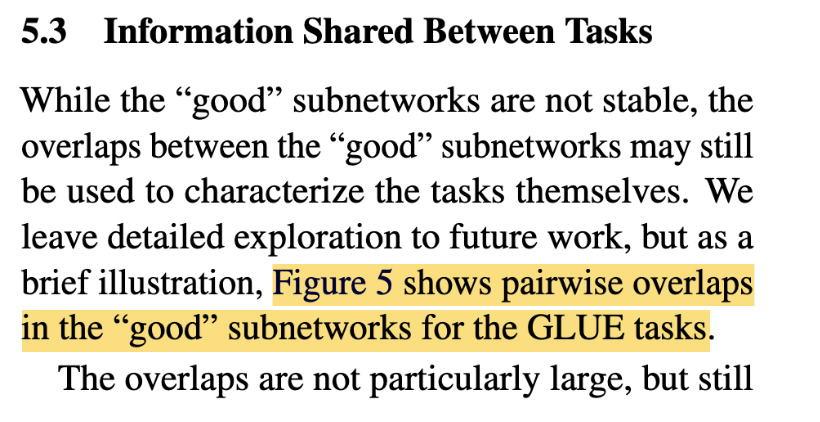 5.3 Information Shared Between Tasks
While the “good” subnetworks are not stable, the
overlaps between the “good” subnetworks may still
be used to characterize the tasks themselves. We
leave detailed exploration to future work, but as a
brief illustration, Figure 5 shows pairwise overlaps
in the “good” subnetworks for the GLUE tasks.
The overlaps are not particularly large, but still